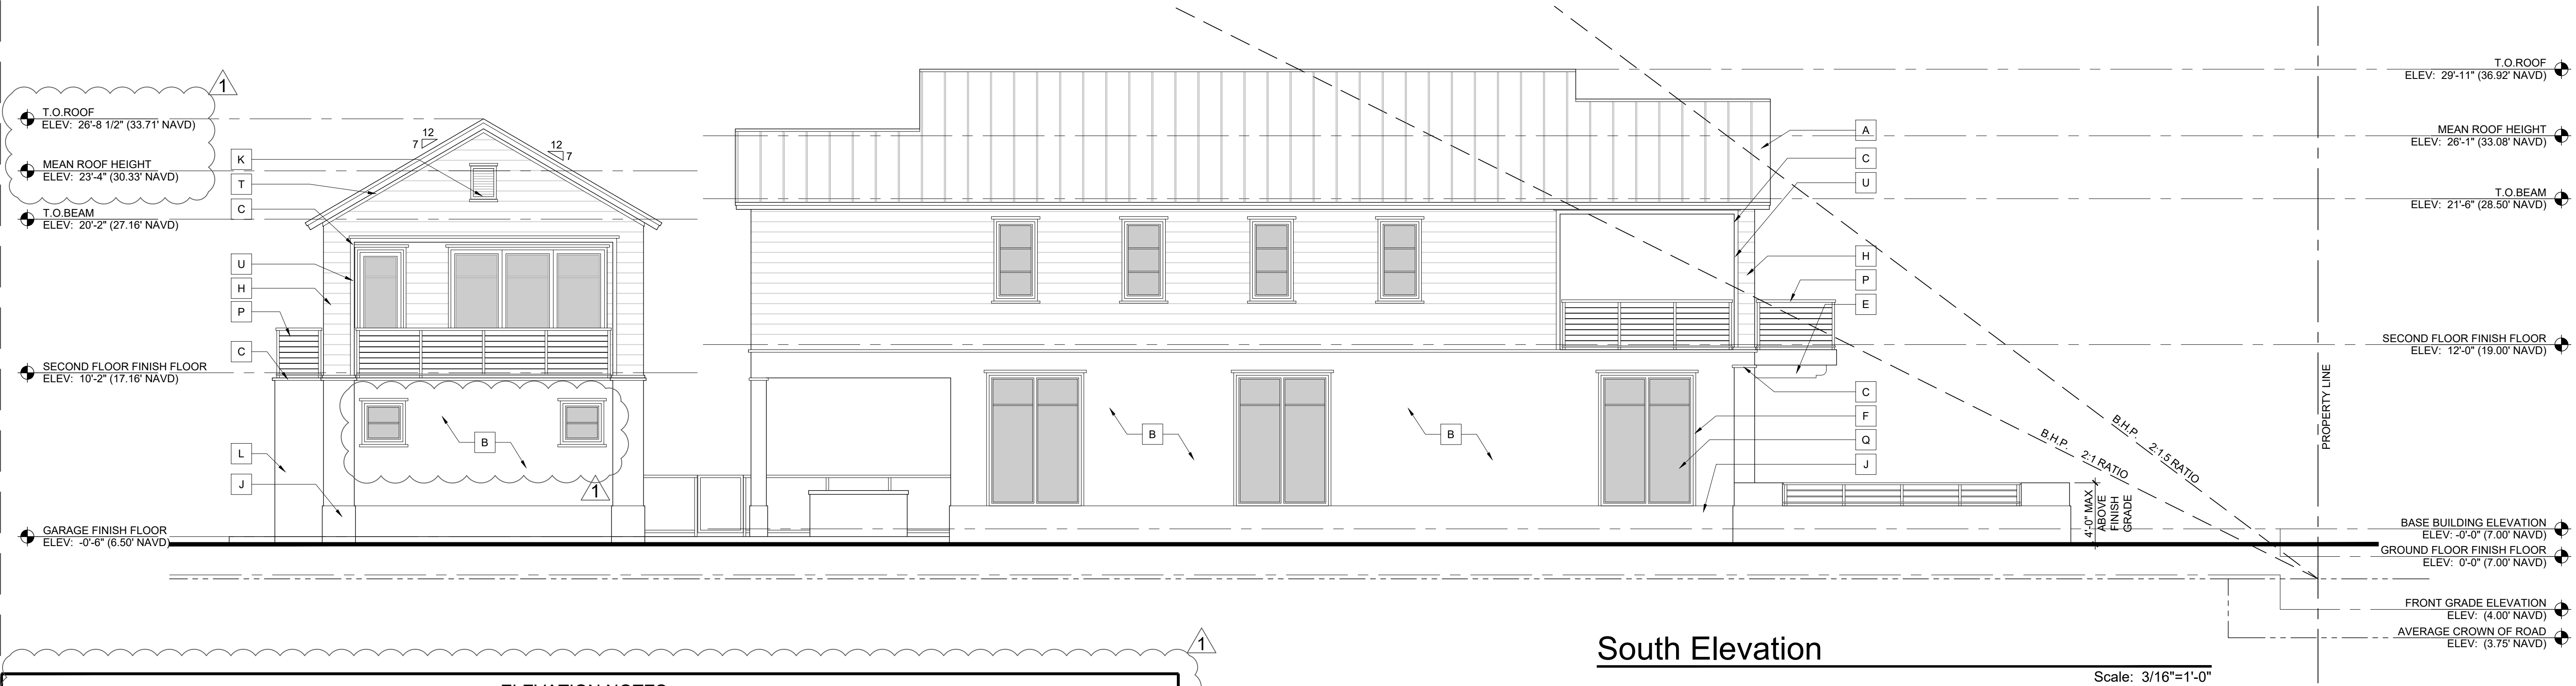 1
T.O.ROOF
ELEV: 26'-8 1/2" (33.71' NAVD)
MEAN ROOF HEIGHT
ELEV: 23'-4" (30.33' NAVD)
T.O.BEAM
ELEV: 20'-2" (27.16' NAVD)
SECOND FLOOR FINISH FLOOR
ELEV: 10'-2" (17.16' NAVD)
GARAGE FINISH FLOOR
ELEV: -0'-6" (6.50' NAVD)
K
T
C
U
H
P
C
L
J
12
7
12
7
B
1
B
B
A
C
U
H
P
E
C
F
Q
J
4'-0" MAX
ABOVE
FINISH
GRADE
B.H.P. 2:1 RATIO
B.H.P. 2:1.5 RATIO
PROPERTY LINE
T.O.ROOF
ELEV: 29'-11" (36.92' NAVD)
MEAN ROOF HEIGHT
ELEV: 26'-1" (33.08' NAVD)
T.O.BEAM
ELEV: 21'-6" (28.50' NAVD)
SECOND FLOOR FINISH FLOOR
ELEV: 12'-0" (19.00' NAVD)
BASE BUILDING ELEVATION
ELEV: -0'-0" (7.00' NAVD)
GROUND FLOOR FINISH FLOOR
ELEV: 0'-0" (7.00' NAVD)
FRONT GRADE ELEVATION
ELEV: (4.00' NAVD)
AVERAGE CROWN OF ROAD
ELEV: (3.75' NAVD)
1
South Elevation
Scale: 3/16"=1'-0"
ELEVATION NOTES